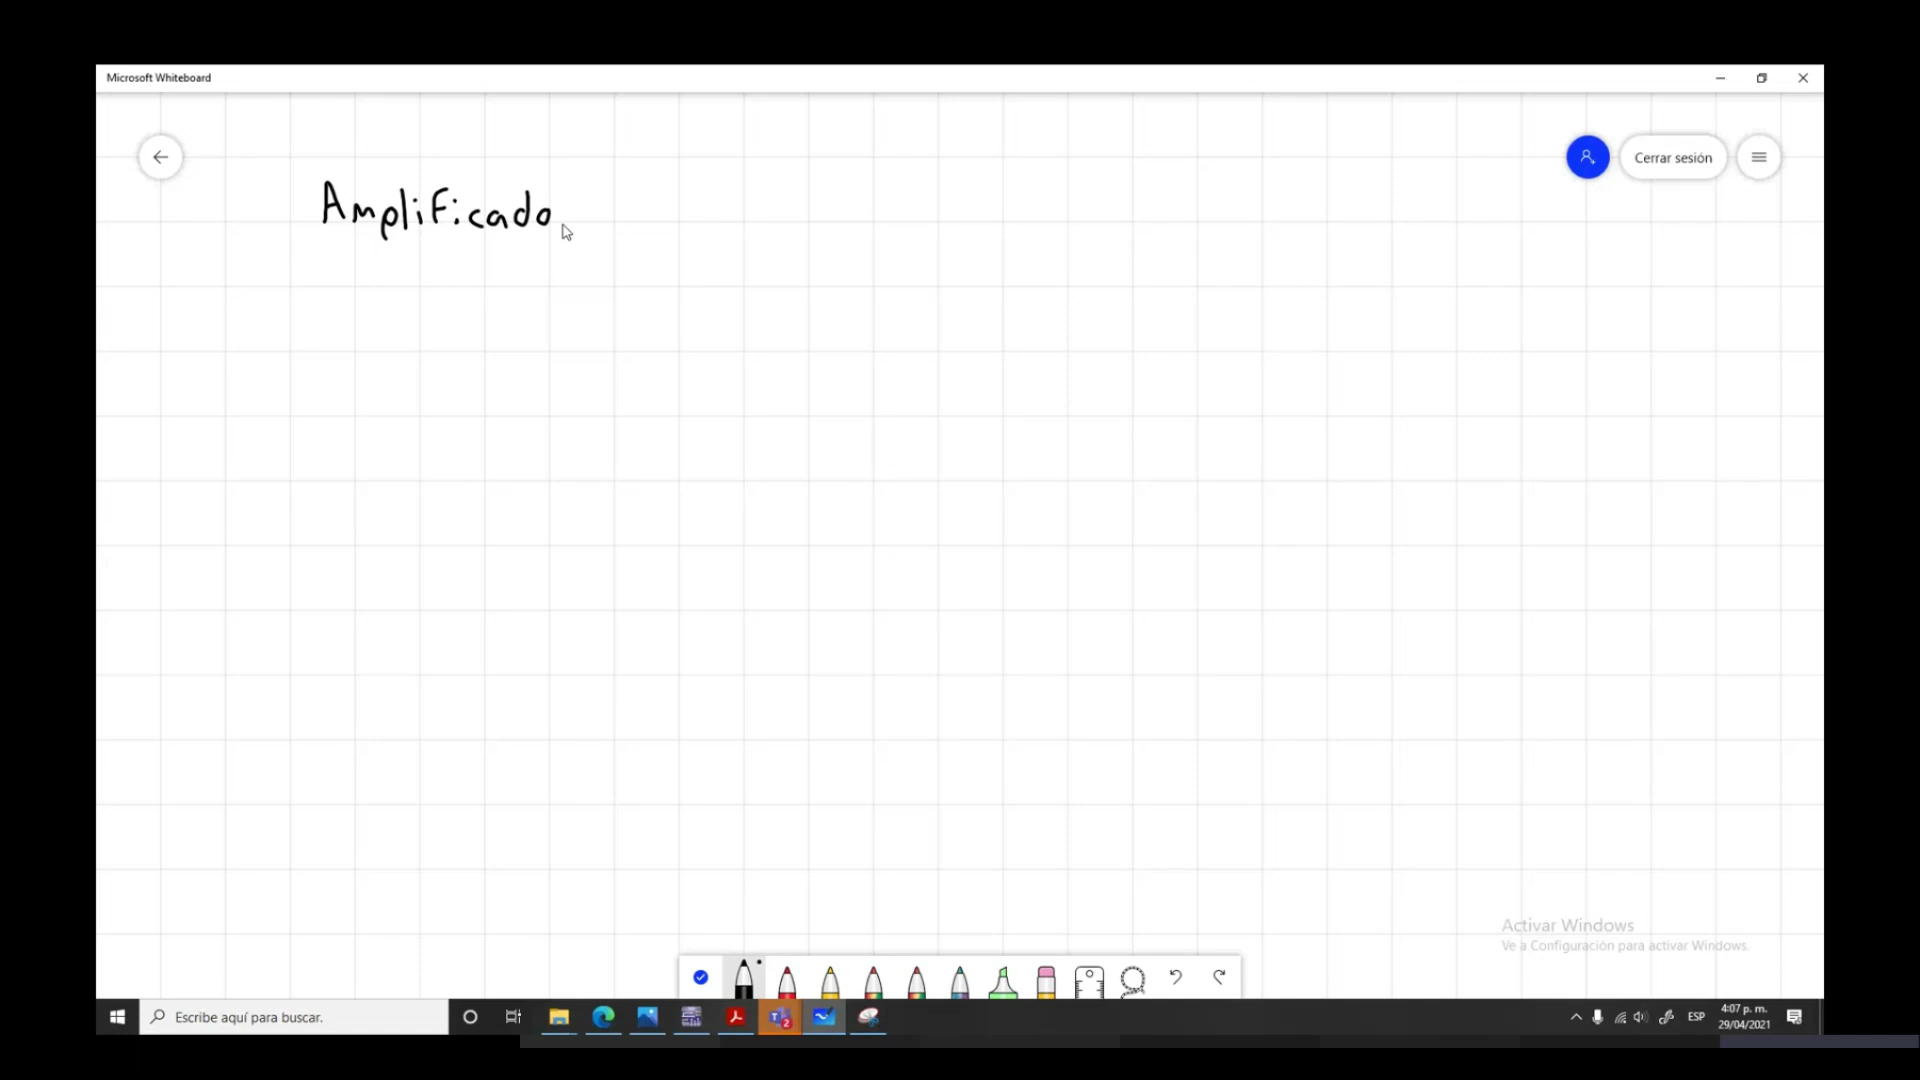 Microsoft Whiteboard
Cerrar sesión
Amplificado
Activar Windows
Ve a Configuración para activar Windows.
Escribe aquí para buscar.
ESP
4:07 p. m.
29/04/2021